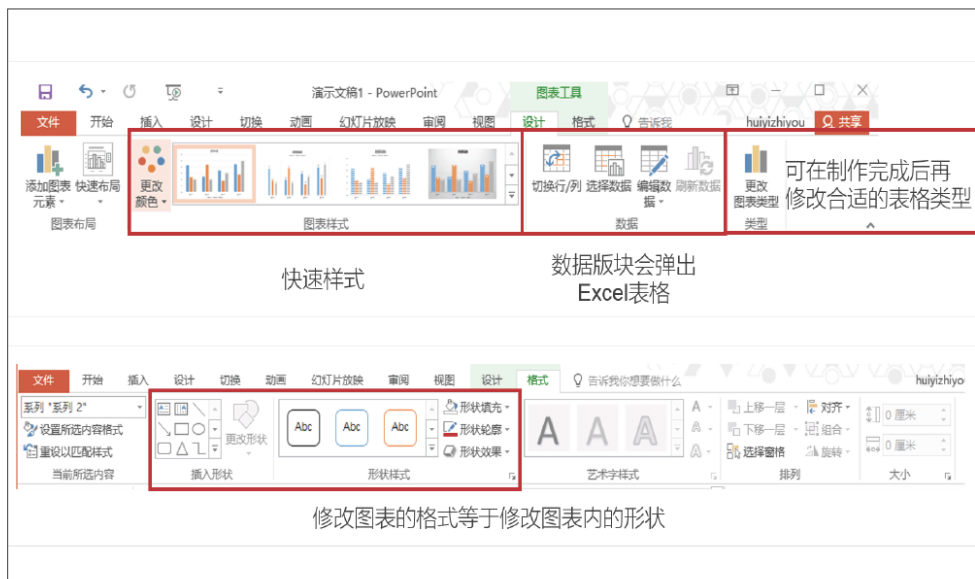 演示文稿1 - PowerPoint
图表工具
文件 开始 插入 设计 切换 动画 幻灯片放映 审阅 视图 设计 格式 告诉我 huiyizhiyou 共享
添加图表元素
快速布局
图表布局
更改颜色
图表样式
切换行/列 选择数据 编辑数据 刷新数据
数据
更改图表类型
类型
可在制作完成后再
修改合适的表格类型
快速样式
数据版块会弹出
Excel表格
文件 开始 插入 设计 切换 动画 幻灯片放映 审阅 视图 设计 格式 告诉我你想要做什么 huiyizhiyo
系列 "系列 2"
设置所选内容格式
重设以匹配样式
当前所选内容
更改形状
插入形状
Abc Abc Abc
形状填充
形状轮廓
形状效果
形状样式
A A A
艺术字样式
上移一层 对齐
下移一层 组合
选择窗格 旋转
排列
0 厘米
0 厘米
大小
修改图表的格式等于修改图表内的形状